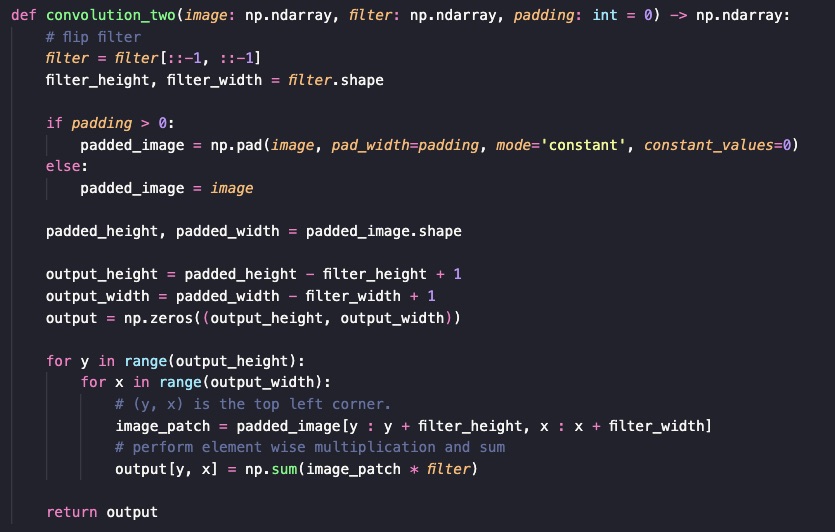 def convolution_two(image: np.ndarray, filter: np.ndarray, padding: int = 0) -> np.ndarray:
    # flip filter
    filter = filter[::-1, ::-1]
    filter_height, filter_width = filter.shape

    if padding > 0:
        padded_image = np.pad(image, pad_width=padding, mode='constant', constant_values=0)
    else:
        padded_image = image

    padded_height, padded_width = padded_image.shape

    output_height = padded_height - filter_height + 1
    output_width = padded_width - filter_width + 1
    output = np.zeros((output_height, output_width))

    for y in range(output_height):
        for x in range(output_width):
            # (y, x) is the top left corner.
            image_patch = padded_image[y : y + filter_height, x : x + filter_width]
            # perform element wise multiplication and sum
            output[y, x] = np.sum(image_patch * filter)

    return output